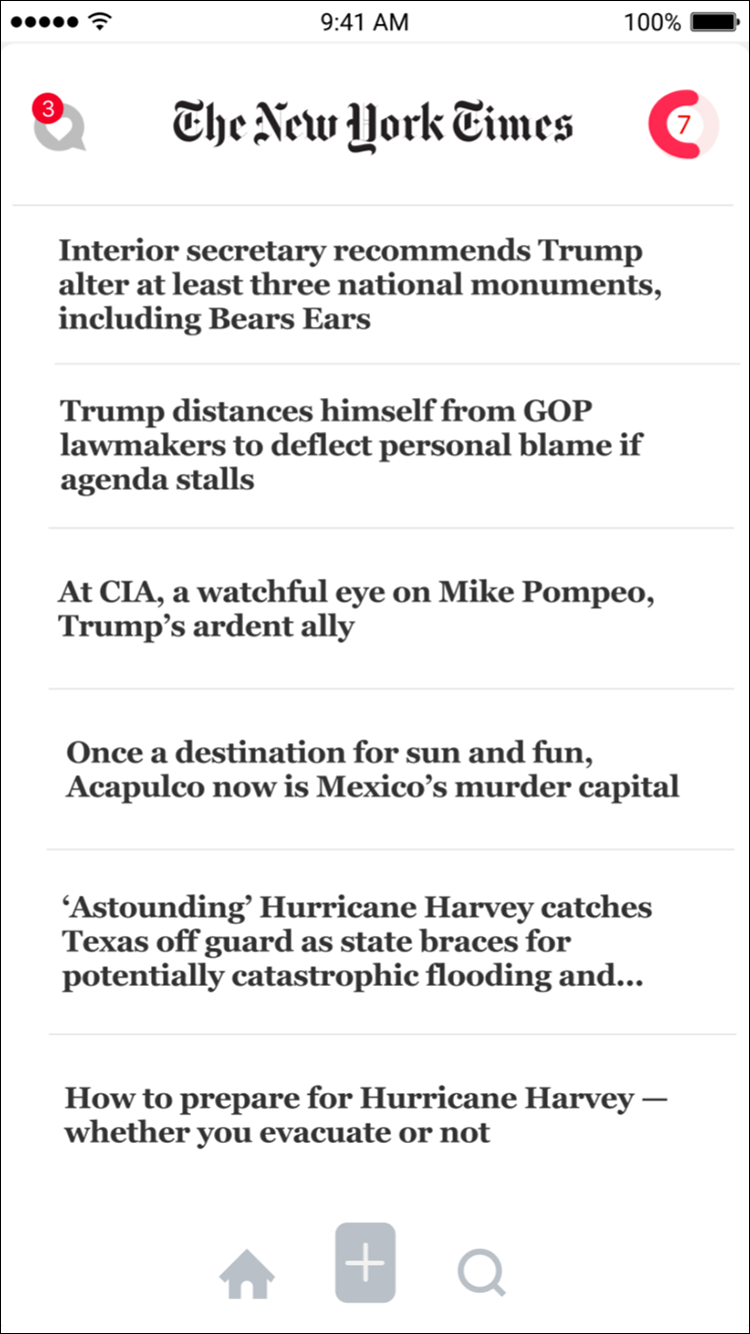 9:41 AM 100%
3 The New York Times 7
Interior secretary recommends Trump
alter at least three national monuments,
including Bears Ears
Trump distances himself from GOP
lawmakers to deflect personal blame if
agenda stalls
At CIA, a watchful eye on Mike Pompeo,
Trump’s ardent ally
Once a destination for sun and fun,
Acapulco now is Mexico’s murder capital
‘Astounding’ Hurricane Harvey catches
Texas off guard as state braces for
potentially catastrophic flooding and...
How to prepare for Hurricane Harvey —
whether you evacuate or not